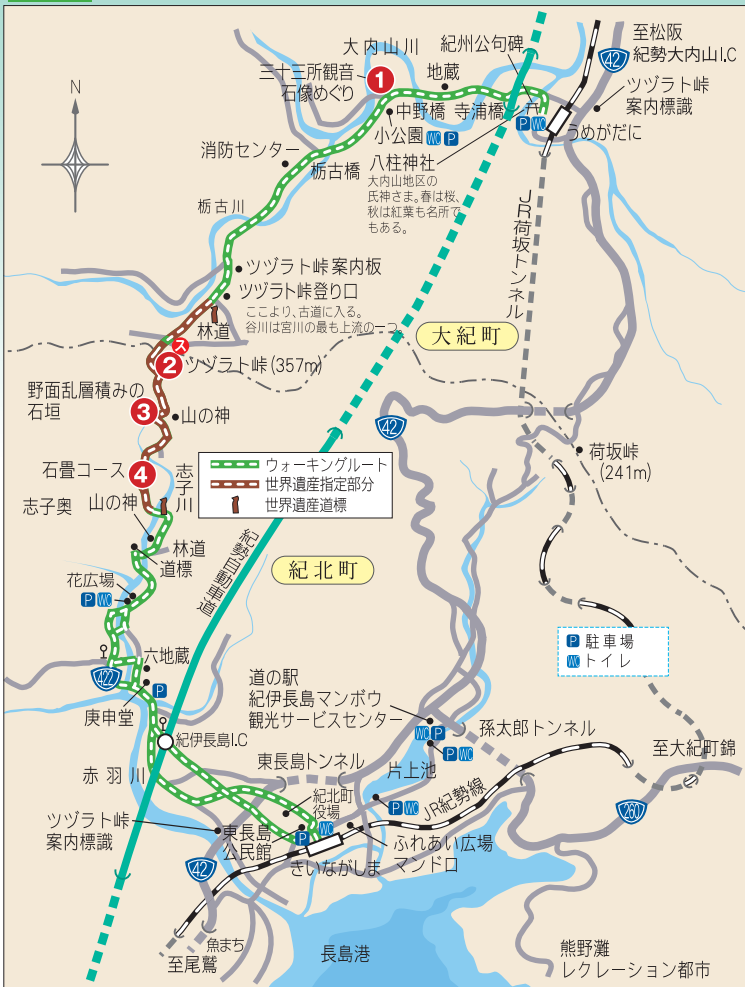 大内山川
紀州公句碑
至松阪
紀勢大内山I.C
42
三十三所観音
石像めぐり
1
地蔵
ツヅラト峠
案内標識
N
中野橋
寺浦橋
P WC
うめがだに
小公園 WC P
消防センター
栃古橋
八柱神社
大内山地区の
氏神さま。春は桜、
秋は紅葉も名所で
もある。
栃古川
JR荷坂トンネル
ツヅラト峠案内板
ツヅラト峠登り口
ここより、古道に入る。
谷川は宮川の最も上流の一つ。
林道
大紀町
ス
2
ツヅラト峠(357m)
野面乱層積みの
石垣
3
山の神
42
荷坂峠
(241m)
石畳コース
4
志子川
ウォーキングルート
世界遺産指定部分
世界遺産道標
志子奥
山の神
林道
道標
紀勢自動車道
紀北町
花広場
P WC
P 駐車場
WC トイレ
六地蔵
422
P
庚申堂
道の駅
紀伊長島マンボウ
観光サービスセンター
WC P
孫太郎トンネル
紀伊長島I.C
P WC
至大紀町錦
東長島トンネル
片上池
赤羽川
紀北町
役場
P WC
JR紀勢線
260
ツヅラト峠
案内標識
東長島
公民館
WC
P
ふれあい広場
マンドロ
きいながしま
42
魚まち
至尾鷲
長島港
熊野灘
レクレーション都市